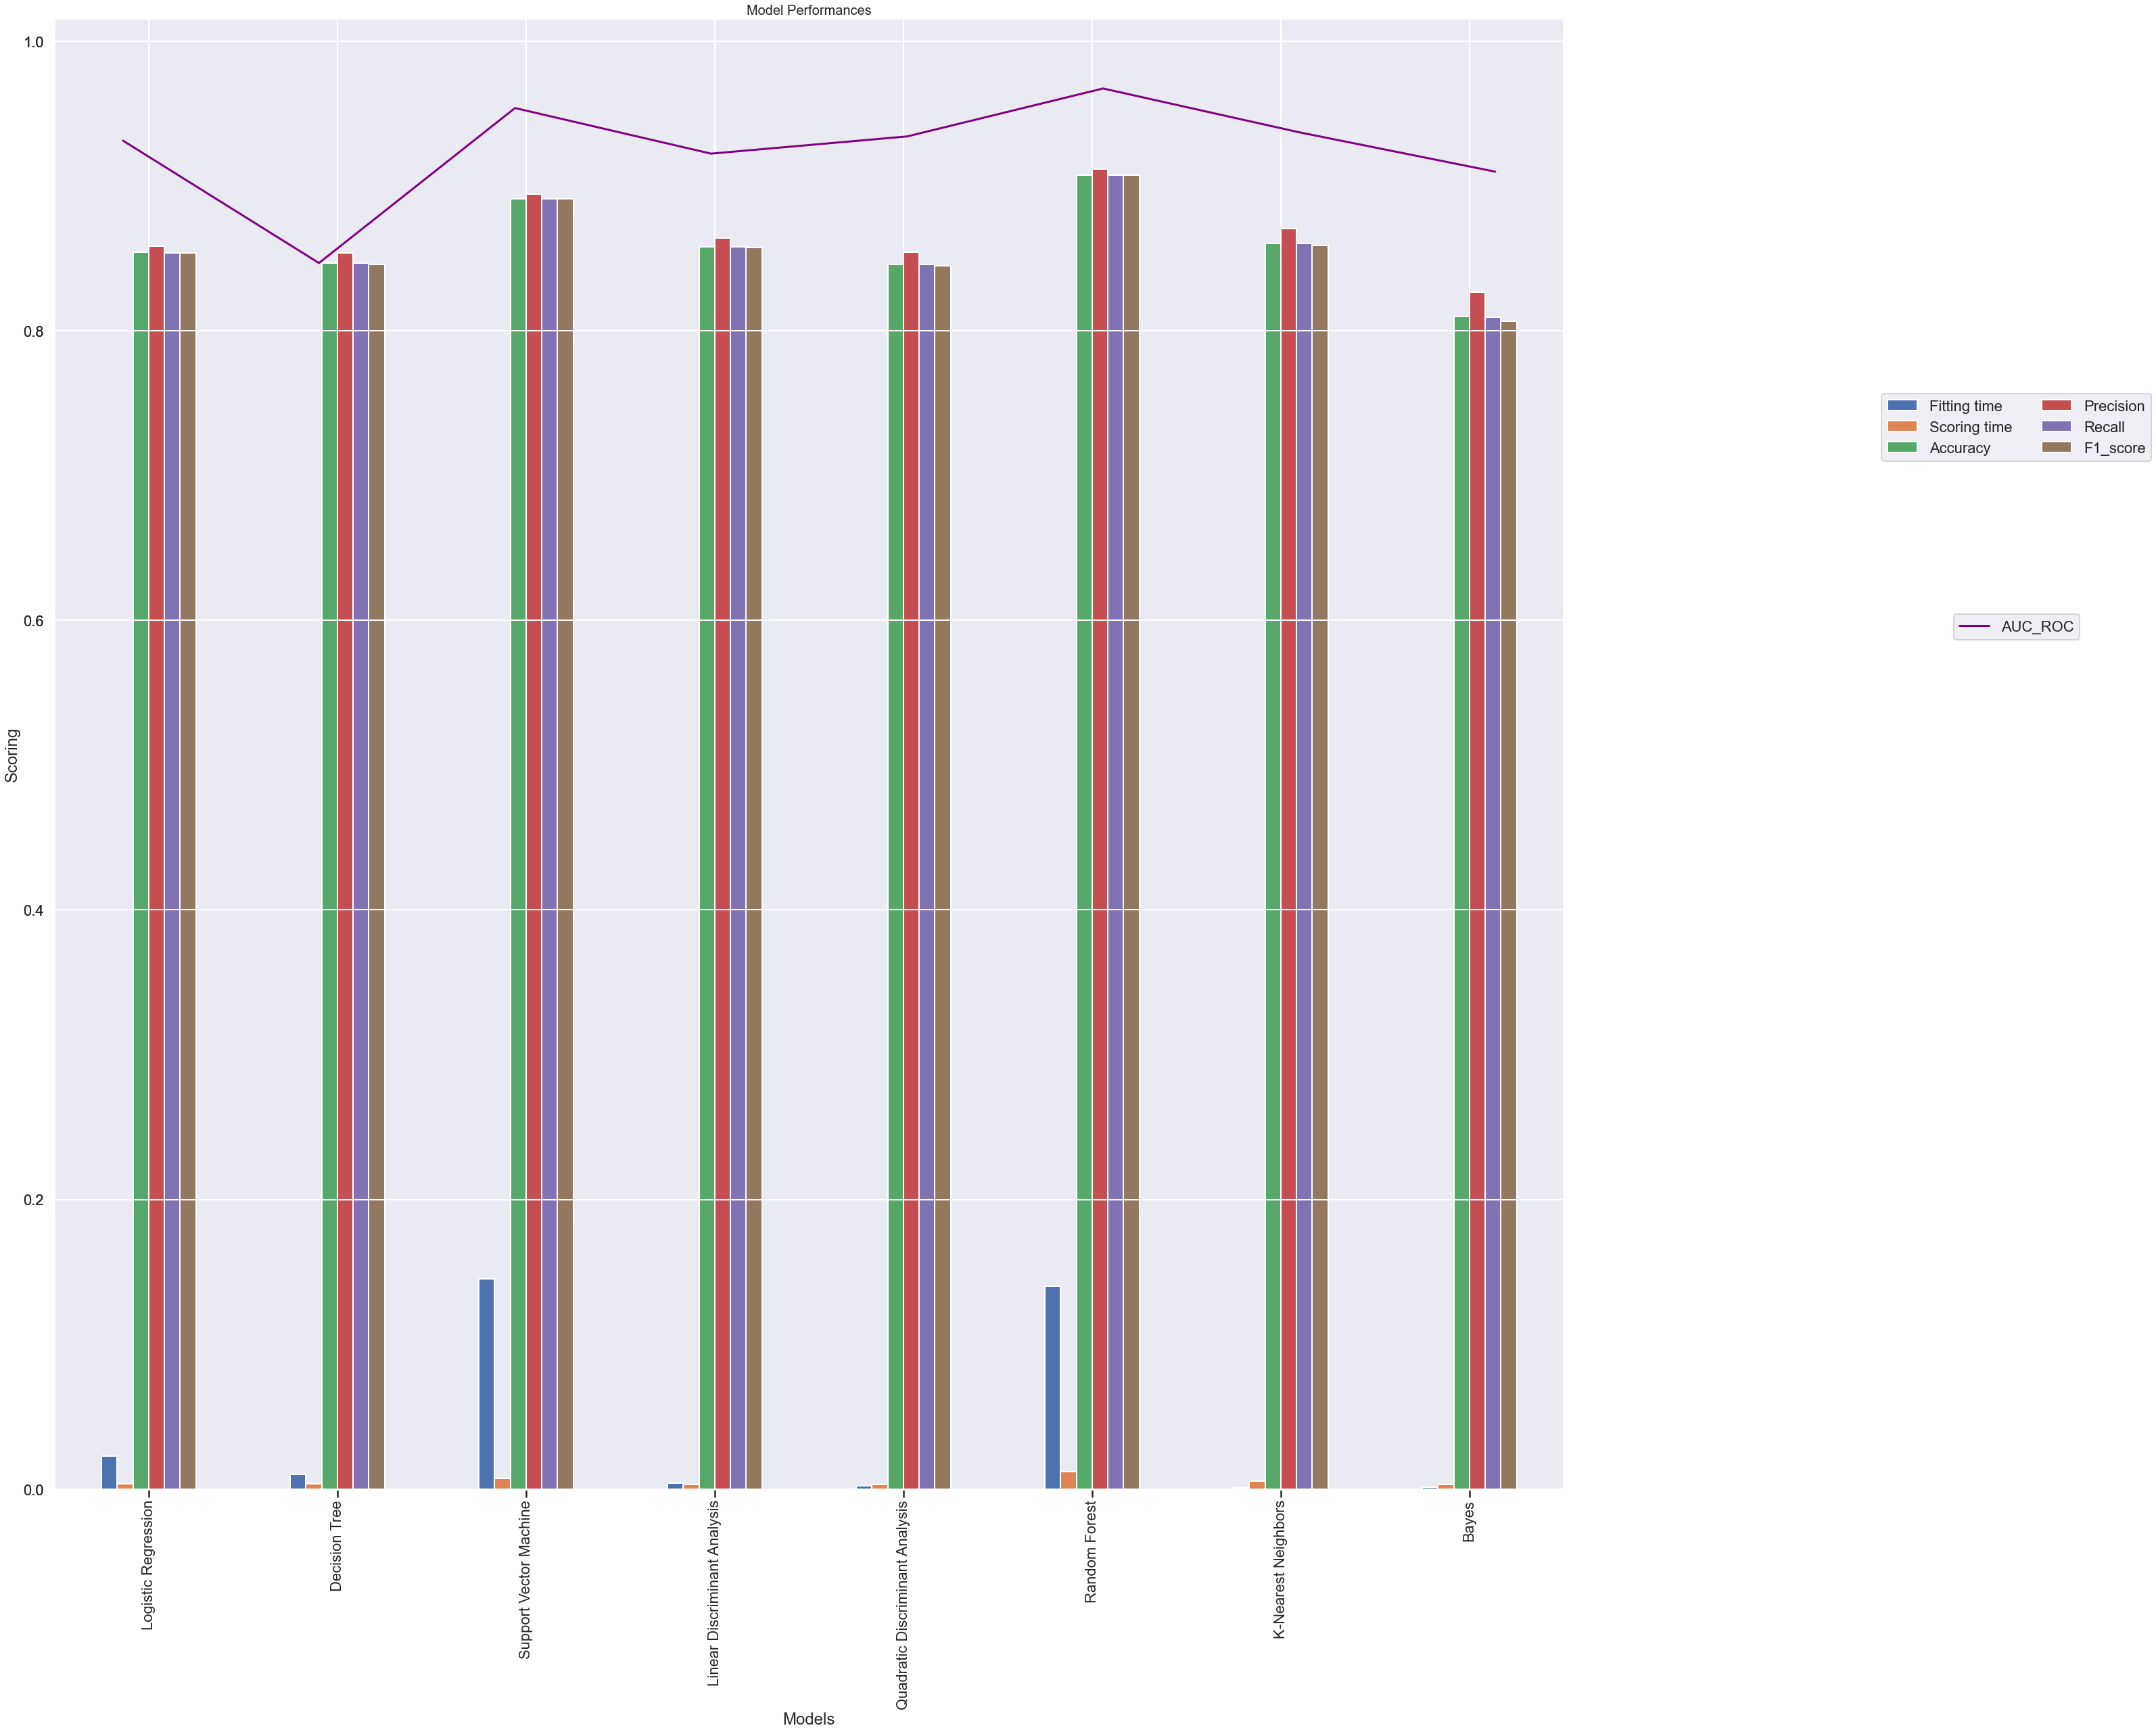 Model Performances
1.0
0.8
0.6
0.4
0.2
0.0
Scoring
Logistic Regression
Decision Tree
Support Vector Machine
Linear Discriminant Analysis
Quadratic Discriminant Analysis
Random Forest
K-Nearest Neighbors
Bayes
Models
Fitting time
Scoring time
Accuracy
Precision
Recall
F1_score
AUC_ROC